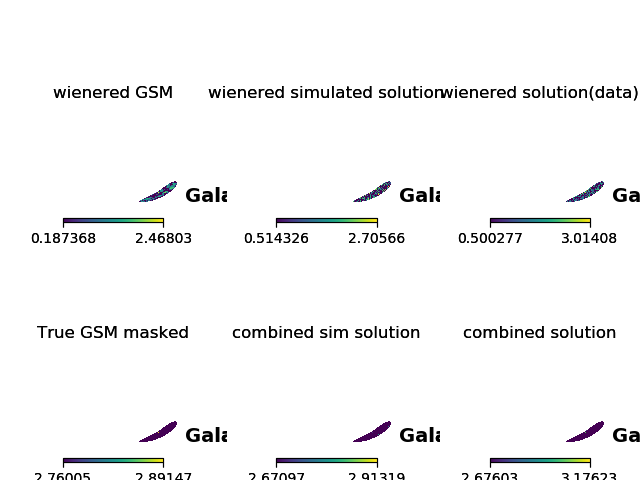 wienered GSM wienered simulated solution wienered solution(data)
Gala Gala Ga
0.187368 2.46803 0.514326 2.70566 0.500277 3.01408
True GSM masked combined sim solution combined solution
Gala Gala Ga
2.76005 2.89147 2.67097 2.91319 2.67603 3.17623